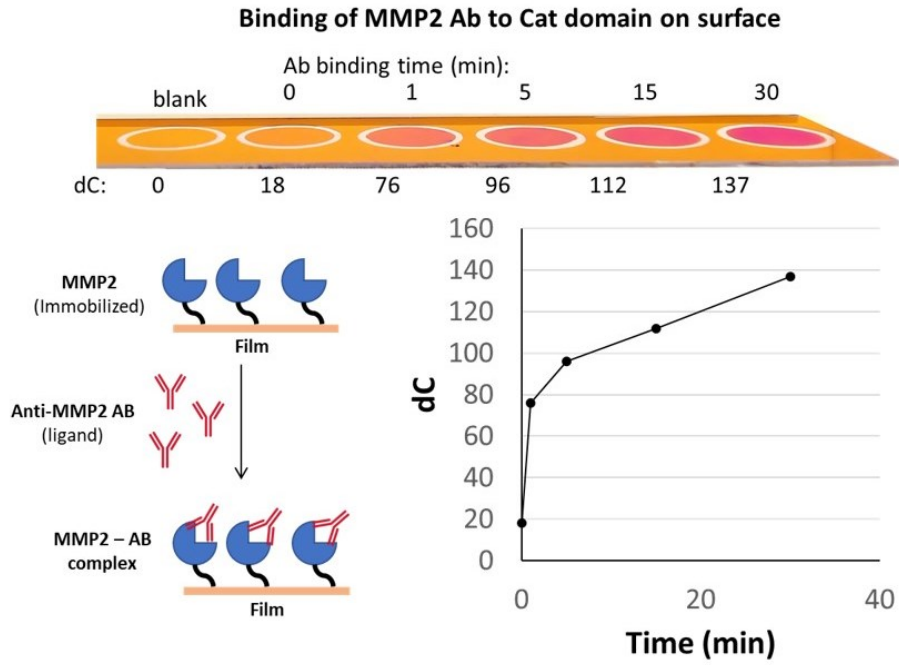 Binding of MMP2 Ab to Cat domain on surface
Ab binding time (min):
blank 0 1 5 15 30
dC: 0 18 76 96 112 137
MMP2
(Immobilized)
Film
Anti-MMP2 AB
(ligand)
MMP2 – AB
complex
Film
160
140
120
100
80
60
40
20
0
dC
0 20 40
Time (min)